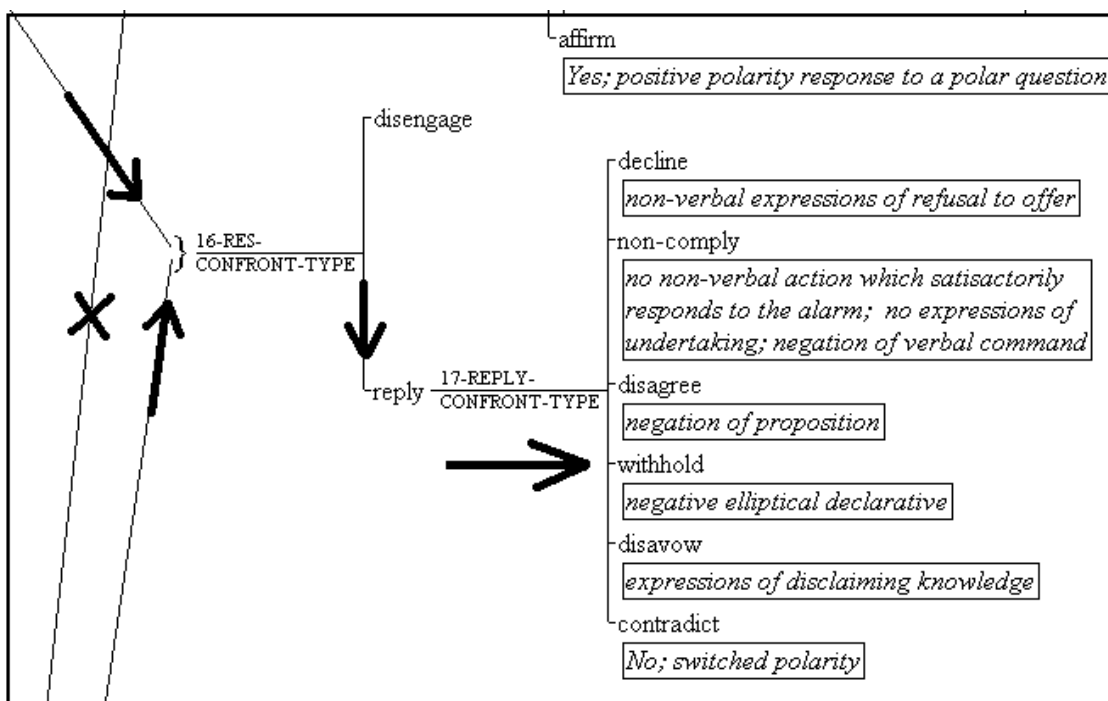 affirm
Yes; positive polarity response to a polar question
disengage
decline
non-verbal expressions of refusal to offer
16-RES-
CONFRONT-TYPE
non-comply
no non-verbal action which satisactorily
responds to the alarm; no expressions of
undertaking; negation of verbal command
reply
17-REPLY-
CONFRONT-TYPE
disagree
negation of proposition
withhold
negative elliptical declarative
disavow
expressions of disclaiming knowledge
contradict
No; switched polarity